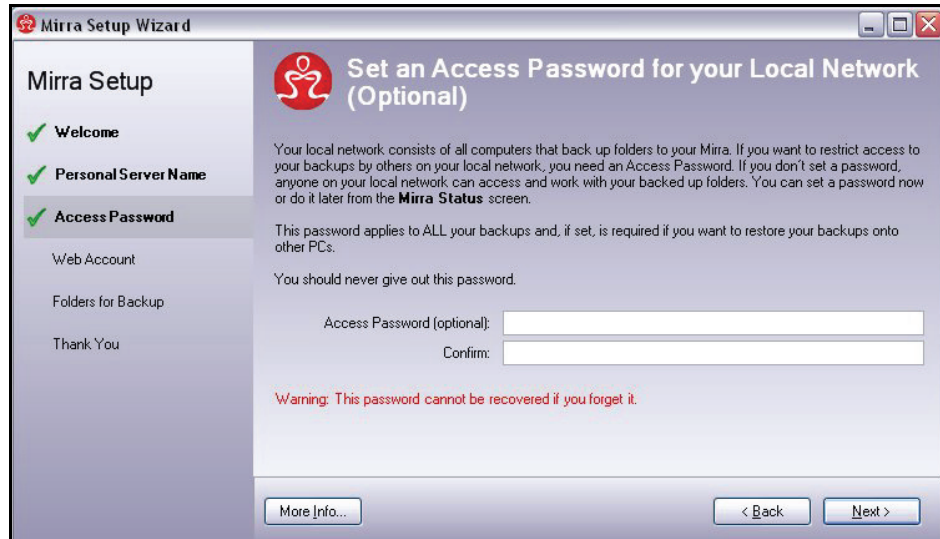 Mirra Setup Wizard
Mirra Setup
Welcome
Personal Server Name
Access Password
Web Account
Folders for Backup
Thank You
Set an Access Password for your Local Network
(Optional)
Your local network consists of all computers that back up folders to your Mirra. If you want to restrict access to
your backups by others on your local network, you need an Access Password. If you don't set a password,
anyone on your local network can access and work with your backed up folders. You can set a password now
or do it later from the Mirra Status screen.
This password applies to ALL your backups and, if set, is required if you want to restore your backups onto
other PCs.
You should never give out this password.
Access Password (optional):
Confirm:
Warning: This password cannot be recovered if you forget it.
More Info...
< Back
Next >